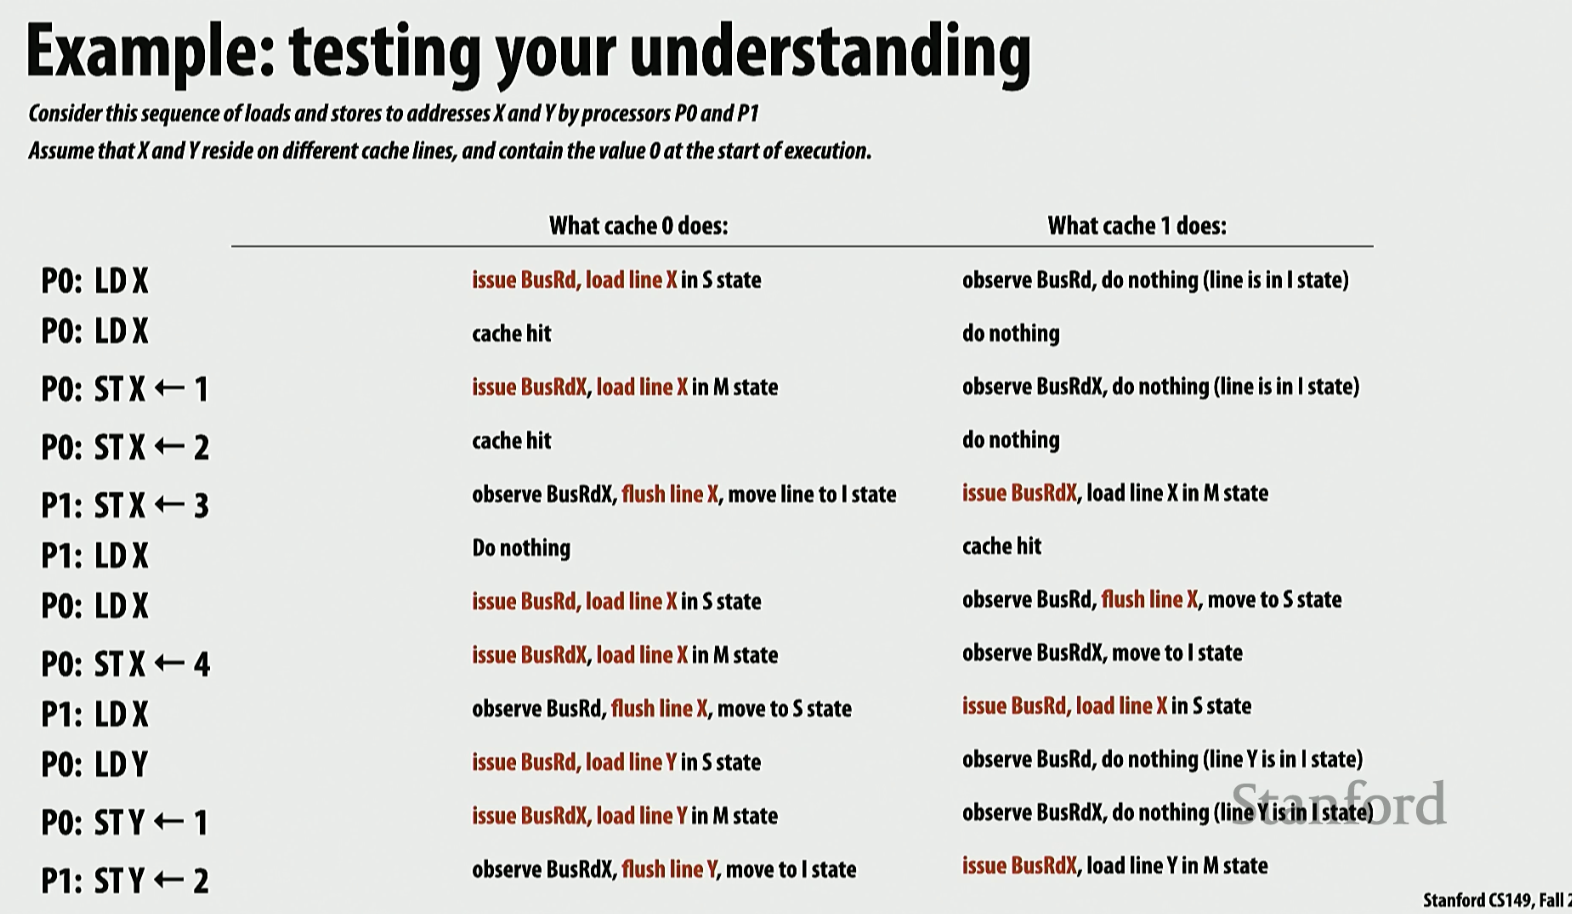 Example: testing your understanding
Consider this sequence of loads and stores to addresses X and Y by processors P0 and P1
Assume that X and Y reside on different cache lines, and contain the value 0 at the start of execution.
What cache 0 does: What cache 1 does:
P0: LD X issue BusRd, load line X in S state observe BusRd, do nothing (line is in I state)
P0: LD X cache hit do nothing
P0: ST X ← 1 issue BusRdX, load line X in M state observe BusRdX, do nothing (line is in I state)
P0: ST X ← 2 cache hit do nothing
P1: ST X ← 3 observe BusRdX, flush line X, move line to I state issue BusRdX, load line X in M state
P1: LD X Do nothing cache hit
P0: LD X issue BusRd, load line X in S state observe BusRd, flush line X, move to S state
P0: ST X ← 4 issue BusRdX, load line X in M state observe BusRdX, move to I state
P1: LD X observe BusRd, flush line X, move to S state issue BusRd, load line X in S state
P0: LD Y issue BusRd, load line Y in S state observe BusRd, do nothing (line Y is in I state)
P0: ST Y ← 1 issue BusRdX, load line Y in M state observe BusRdX, do nothing (line Y is in I state)
Stanford
P1: ST Y ← 2 observe BusRdX, flush line Y, move to I state issue BusRdX, load line Y in M state
Stanford CS149, Fall